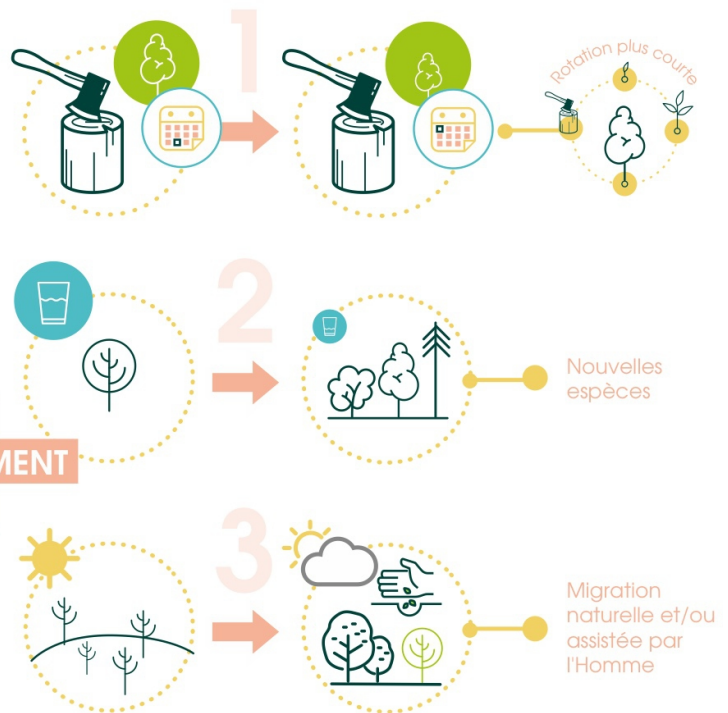 1
Rotation plus courte
2
Nouvelles
espèces
MENT
3
Migration
naturelle et/ou
assistée par
l'Homme